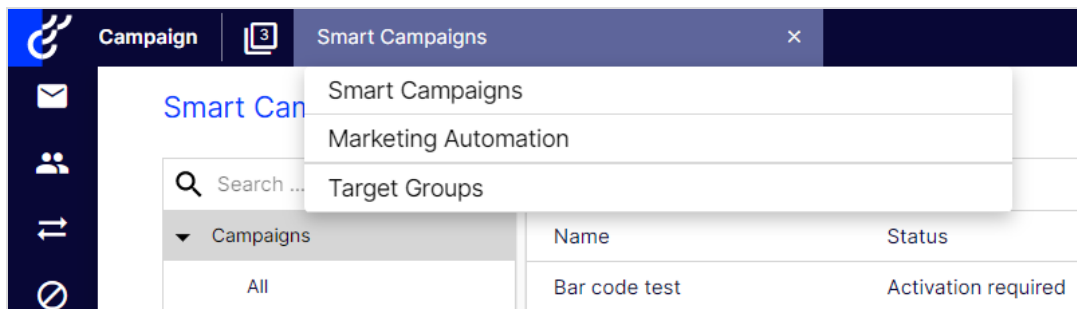 Campaign 3 Smart Campaigns ×
Smart Campaigns
Marketing Automation
Target Groups
Smart Can
Search ...
Campaigns
All
Name Status
Bar code test Activation required